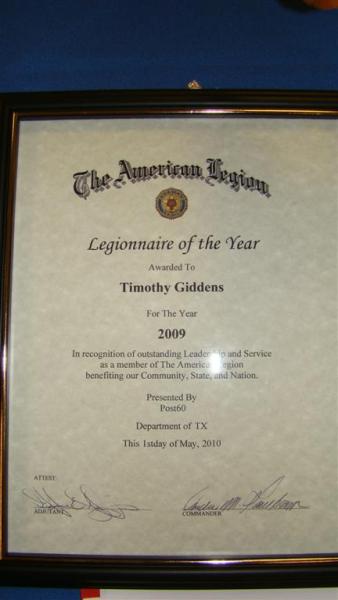 The American Legion
Legionnaire of the Year
Awarded To
Timothy Giddens
For The Year
2009
In recognition of outstanding Leadership and Service
as a member of The American Legion
benefiting our Community, State, and Nation.
Presented By
Post60
Department of TX
This 1stday of May, 2010
ATTEST:
ADJUTANT
COMMANDER